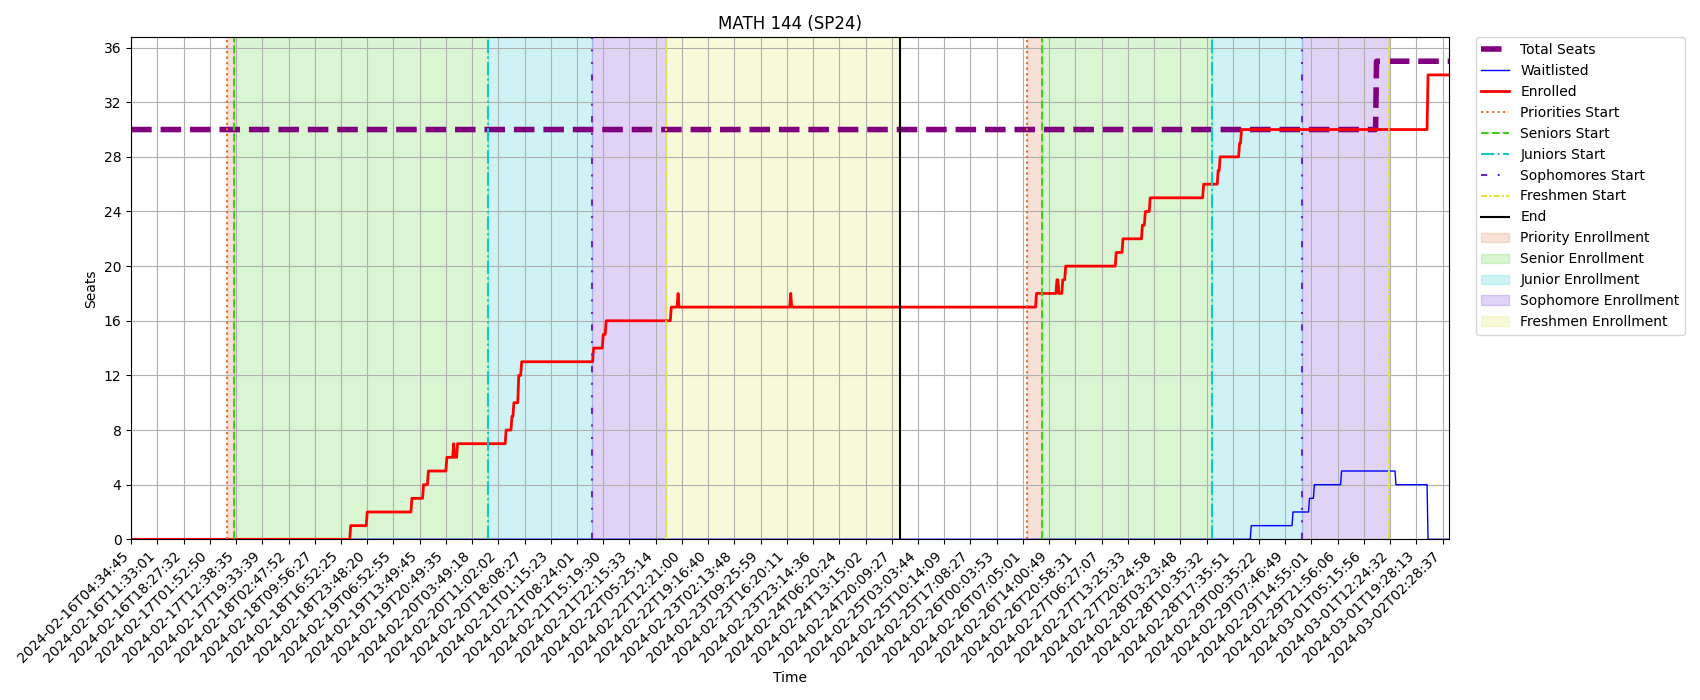 MATH 144 (SP24)
Seats
36
32
28
24
20
16
12
8
4
0
2024-02-16T04:34:45
2024-02-16T11:33:01
2024-02-16T18:27:32
2024-02-17T01:52:50
2024-02-17T12:38:35
2024-02-17T19:33:39
2024-02-18T02:47:52
2024-02-18T09:56:27
2024-02-18T16:52:25
2024-02-18T23:48:20
2024-02-19T06:52:55
2024-02-19T13:49:45
2024-02-19T20:49:35
2024-02-20T03:49:18
2024-02-20T11:02:02
2024-02-20T18:08:27
2024-02-21T01:15:23
2024-02-21T08:24:01
2024-02-21T15:19:30
2024-02-21T22:15:33
2024-02-22T05:25:14
2024-02-22T12:21:00
2024-02-22T19:16:40
2024-02-23T02:13:48
2024-02-23T09:25:59
2024-02-23T16:20:11
2024-02-23T23:14:36
2024-02-24T06:20:24
2024-02-24T13:15:02
2024-02-24T20:09:27
2024-02-25T03:03:44
2024-02-25T10:14:09
2024-02-25T17:08:27
2024-02-26T00:03:53
2024-02-26T07:05:01
2024-02-26T14:00:49
2024-02-26T20:58:31
2024-02-27T06:27:07
2024-02-27T13:25:33
2024-02-27T20:24:58
2024-02-28T03:23:48
2024-02-28T10:35:32
2024-02-28T17:35:51
2024-02-29T00:35:22
2024-02-29T07:46:49
2024-02-29T14:55:01
2024-02-29T21:56:06
2024-03-01T05:15:56
2024-03-01T12:24:32
2024-03-01T19:28:13
2024-03-02T02:28:37
Time
Total Seats
Waitlisted
Enrolled
Priorities Start
Seniors Start
Juniors Start
Sophomores Start
Freshmen Start
End
Priority Enrollment
Senior Enrollment
Junior Enrollment
Sophomore Enrollment
Freshmen Enrollment